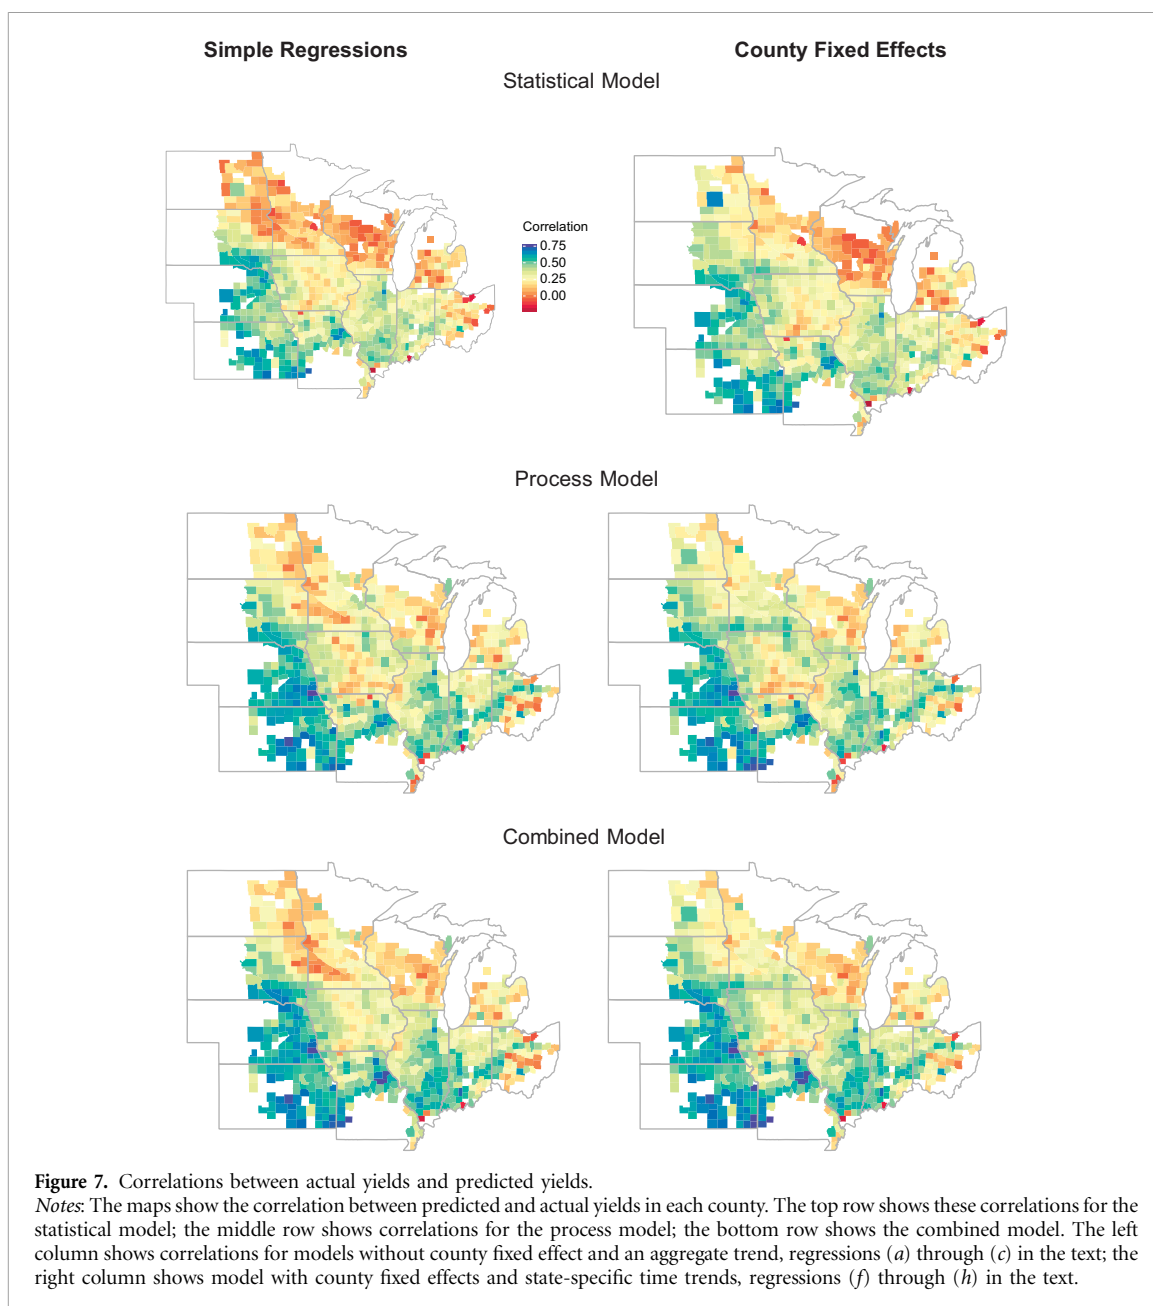 Simple Regressions
County Fixed Effects
Statistical Model
Correlation
0.75
0.50
0.25
0.00
Process Model
Combined Model
Figure 7. Correlations between actual yields and predicted yields.
Notes: The maps show the correlation between predicted and actual yields in each county. The top row shows these correlations for the
statistical model; the middle row shows correlations for the process model; the bottom row shows the combined model. The left
column shows correlations for models without county fixed effect and an aggregate trend, regressions (a) through (c) in the text; the
right column shows model with county fixed effects and state-specific time trends, regressions (f) through (h) in the text.